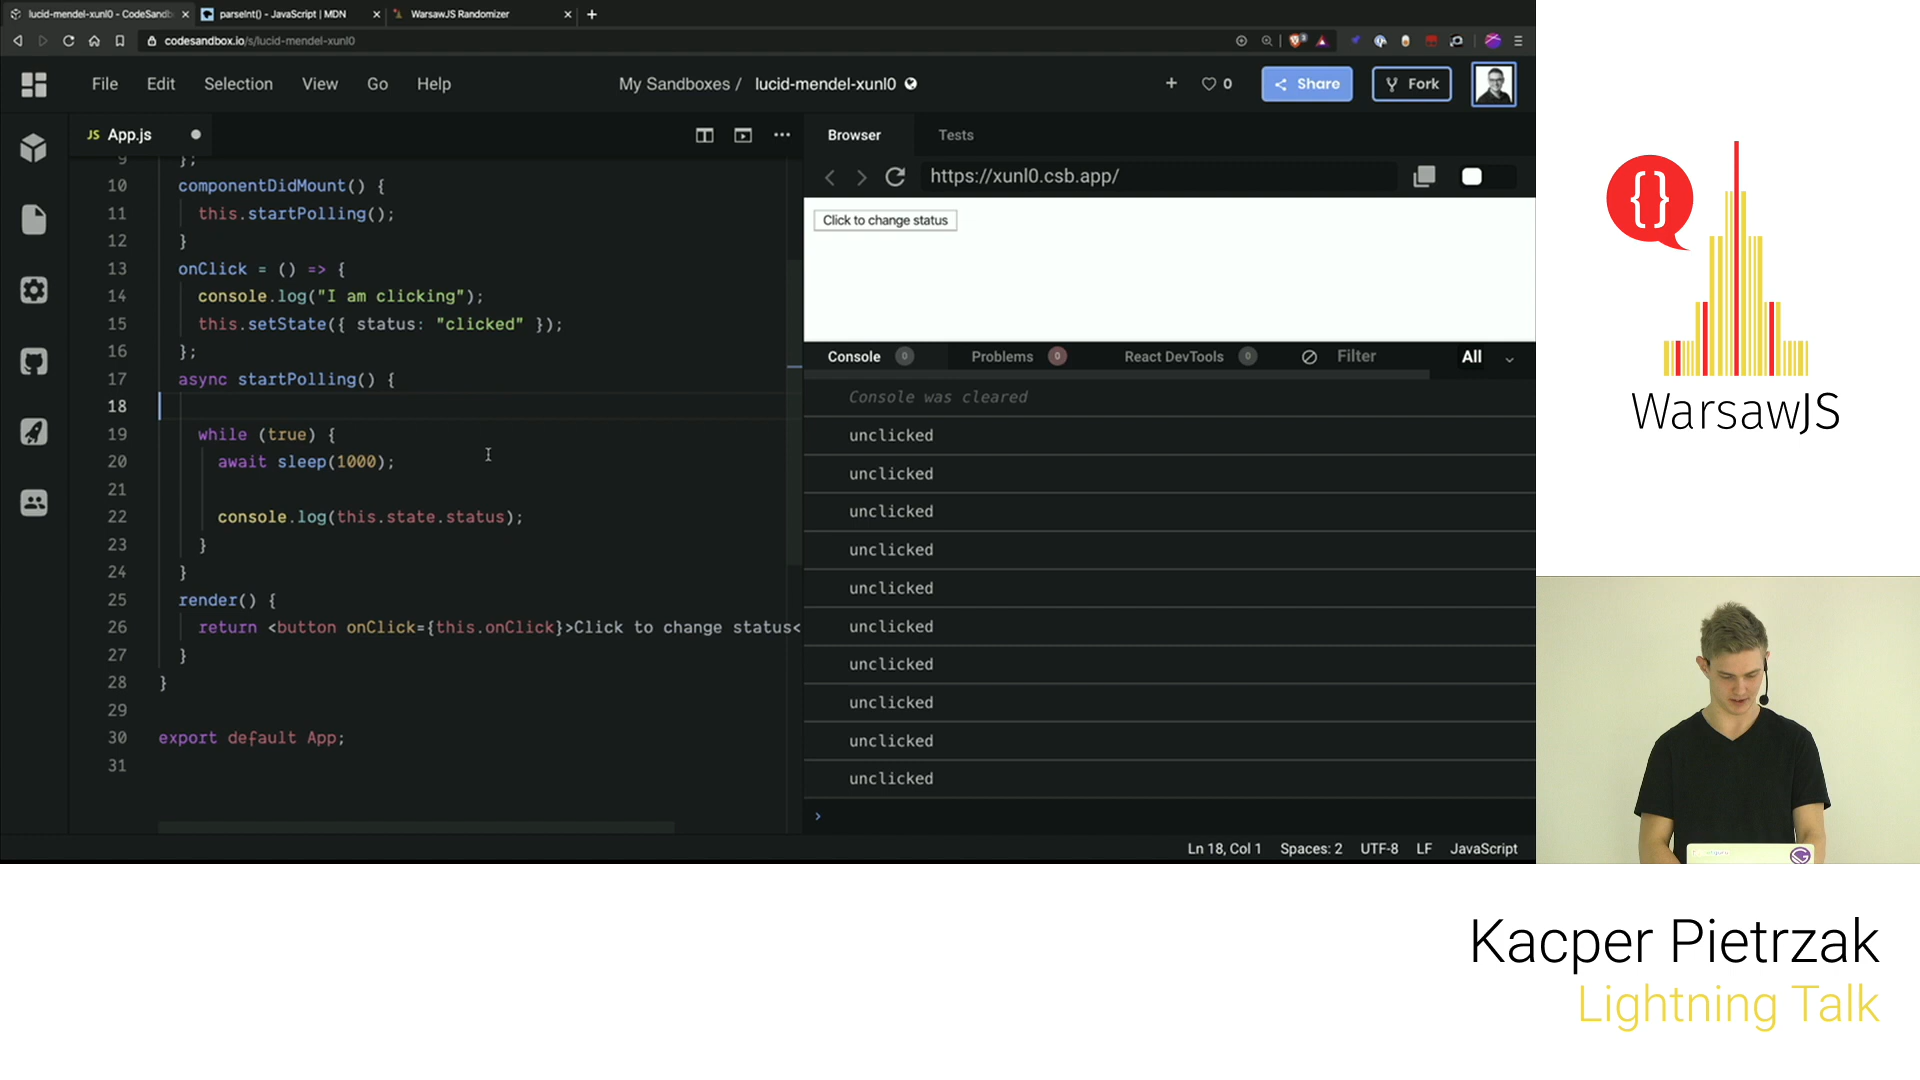 lucid-mendel-xunl0 - CodeSandb
parseInt() - JavaScript | MDN
WarsawJS Randomizer
codesandbox.io/s/lucid-mendel-xunl0
File Edit Selection View Go Help
My Sandboxes / lucid-mendel-xunl0
0
Share
Fork
JS App.js
Browser
Tests
https://xunl0.csb.app/
Click to change status
9 };
10 componentDidMount() {
11 this.startPolling();
12 }
13 onClick = () => {
14 console.log("I am clicking");
15 this.setState({ status: "clicked" });
16 };
17 async startPolling() {
18
19 while (true) {
20 await sleep(1000);
21
22 console.log(this.state.status);
23 }
24 }
25 render() {
26 return <button onClick={this.onClick}>Click to change status<
27 }
28 }
29
30 export default App;
31
Console 0 Problems 0 React DevTools 0 Filter All
Console was cleared
unclicked
unclicked
unclicked
unclicked
unclicked
unclicked
unclicked
unclicked
unclicked
unclicked
Ln 18, Col 1 Spaces: 2 UTF-8 LF JavaScript
{}
WarsawJS
Kacper Pietrzak
Lightning Talk